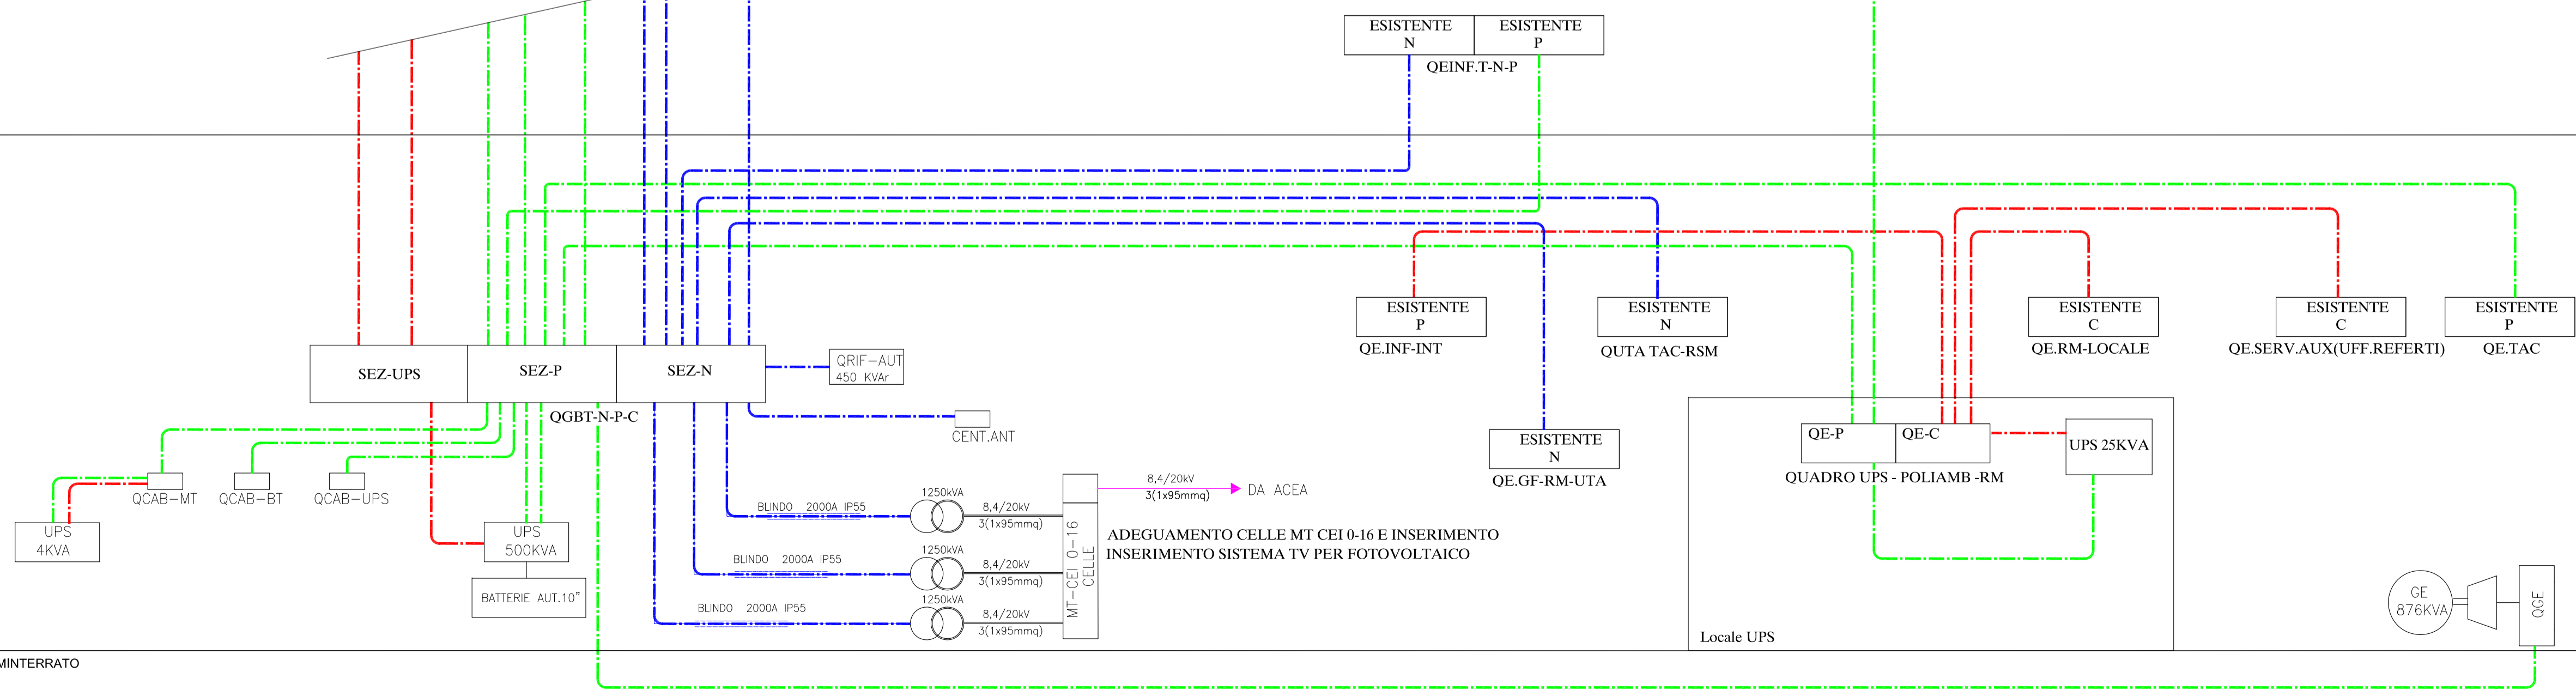 ESISTENTE
N
ESISTENTE
P
QEINF.T-N-P
ESISTENTE
P
QE.INF-INT
ESISTENTE
N
QUTA TAC-RSM
ESISTENTE
C
QE.RM-LOCALE
ESISTENTE
C
QE.SERV.AUX(UFF.REFERTI)
ESISTENTE
P
QE.TAC
SEZ-UPS
SEZ-P
SEZ-N
QGBT-N-P-C
QRIF-AUT
450 KVAr
CENT.ANT
ESISTENTE
N
QE.GF-RM-UTA
QE-P
QE-C
UPS 25KVA
QUADRO UPS - POLIAMB -RM
Locale UPS
QCAB-MT
QCAB-BT
QCAB-UPS
UPS
4KVA
UPS
500KVA
BATTERIE AUT.10"
BLINDO 2000A IP55
1250kVA
8,4/20kV
3(1x95mmq)
BLINDO 2000A IP55
1250kVA
8,4/20kV
3(1x95mmq)
BLINDO 2000A IP55
1250kVA
8,4/20kV
3(1x95mmq)
MT-CEI 0-16
CELLE
8,4/20kV
3(1x95mmq)
DA ACEA
ADEGUAMENTO CELLE MT CEI 0-16 E INSERIMENTO
INSERIMENTO SISTEMA TV PER FOTOVOLTAICO
GE
876KVA
QGE
MINTERRATO